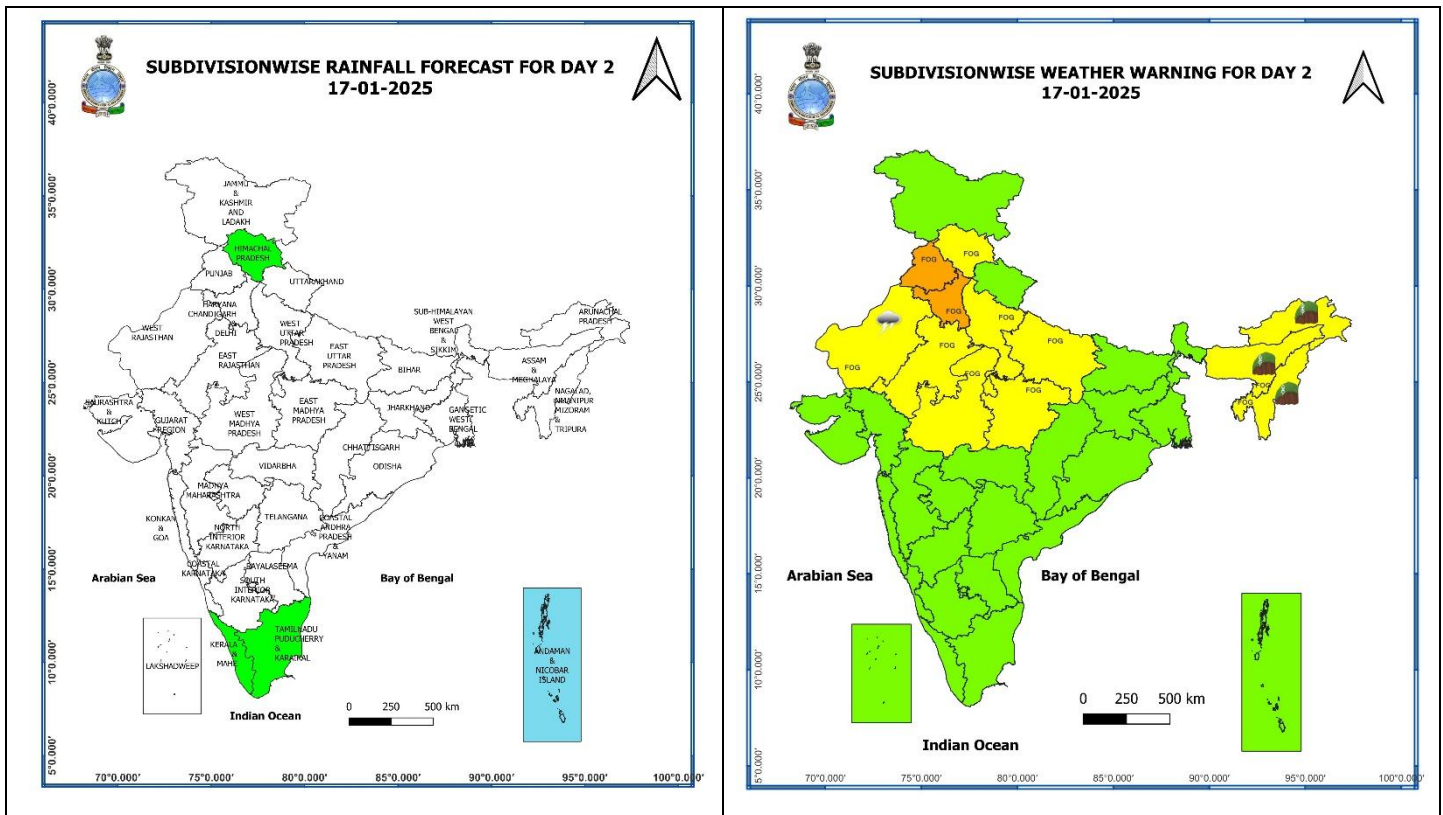 SUBDIVISIONWISE RAINFALL FORECAST FOR DAY 2
17-01-2025
JAMMU
&
KASHMIR
AND
LADAKH
HIMACHAL
PRADESH
PUNJAB
UTTARAKHAND
HARYANA
CHANDIGARH
&
DELHI
WEST
RAJASTHAN
EAST
RAJASTHAN
WEST
UTTAR
PRADESH
EAST
UTTAR
PRADESH
SUB-HIMALAYAN
WEST
BENGAL
&
SIKKIM
ARUNACHAL
PRADESH
ASSAM
&
MEGHALAYA
NAGALAD,
MANIPUR
MIZORAM
&
TRIPURA
BIHAR
JHARKHAND
GANSETIC
WEST
BENGAL
SAURASHTRA
&
KUTCH
GUJARAT
REGION
WEST
MADHYA
PRADESH
EAST
MADHYA
PRADESH
CHHATTISGARH
ODISHA
VIDARBHA
MADHYA
MAHARASHTRA
KONKAN
&
GOA
TELANGANA
NORTH
INTERIOR
KARNATAKA
COASTAL
ANDHRA
PRADESH
&
YANAM
COASTAL
KARNATAKA
RAYALASEEMA
SOUTH
INTERIOR
KARNATAKA
Arabian Sea
Bay of Bengal
KERALA
&
MAHE
TAMILNADU
PUDUCHERRY
&
KARAIKAL
LAKSHADWEEP
ANDAMAN
&
NICOBAR
ISLAND
Indian Ocean
0 250 500 km
40°0.000'
35°0.000'
30°0.000'
25°0.000'
20°0.000'
15°0.000'
10°0.000'
5°0.000'
70°0.000' 75°0.000' 80°0.000' 85°0.000' 90°0.000' 95°0.000' 100°0.000'
SUBDIVISIONWISE WEATHER WARNING FOR DAY 2
17-01-2025
FOG
FOG
FOG
FOG
FOG
FOG
FOG
FOG
FOG
FOG
FOG
Arabian Sea
Bay of Bengal
Indian Ocean
0 250 500 km
40°0.000'
35°0.000'
30°0.000'
25°0.000'
20°0.000'
15°0.000'
10°0.000'
5°0.000'
70°0.000' 75°0.000' 80°0.000' 85°0.000' 90°0.000' 95°0.000' 100°0.000'